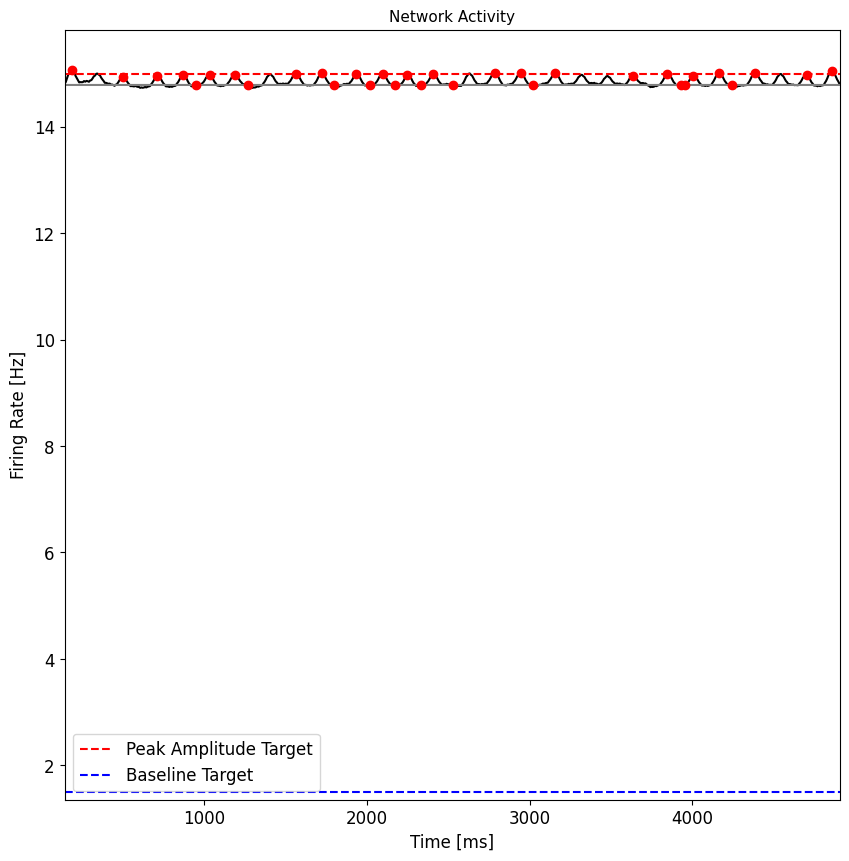 Network Activity
Firing Rate [Hz]
14
12
10
8
6
4
2
Peak Amplitude Target
Baseline Target
1000 2000 3000 4000
Time [ms]